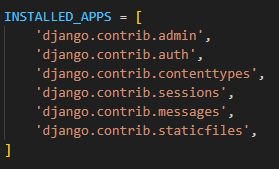 INSTALLED_APPS = [
    'django.contrib.admin',
    'django.contrib.auth',
    'django.contrib.contenttypes',
    'django.contrib.sessions',
    'django.contrib.messages',
    'django.contrib.staticfiles',
]